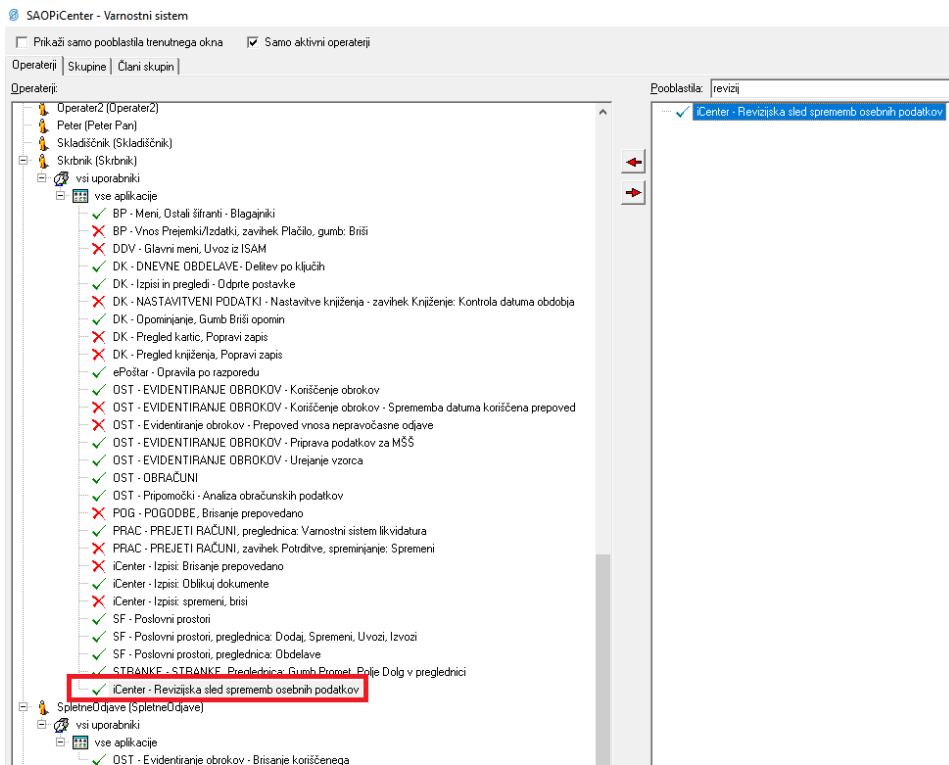 SAOPiCenter - Varnostni sistem
Prikaži samo pooblastila trenutnega okna
Samo aktivni operaterji
Operaterji
Skupine
Člani skupin
Operaterji:
Operater2 (Operater2)
Peter (Peter Pan)
Skladiščnik (Skladiščnik)
Skrbnik (Skrbnik)
vsi uporabniki
vse aplikacije
BP - Meni, Ostali šifranti - Blagajniki
BP - Vnos Prejemki/Izdatki, zavihek Plačilo, gumb: Briši
DDV - Glavni meni, Uvoz iz ISAM
DK - DNEVNE OBDELAVE- Delitev po ključih
DK - Izpisi in pregledi - Odprte postavke
DK - NASTAVITVENI PODATKI - Nastavitve knjiženja - zavihek Knjiženje: Kontrola datuma obdobja
DK - Opominjanje, Gumb Briši opomin
DK - Pregled kartic, Popravi zapis
DK - Pregled knjiženja, Popravi zapis
ePoštar - Opravila po razporedu
OST - EVIDENTIRANJE OBROKOV - Koriščenje obrokov
OST - EVIDENTIRANJE OBROKOV - Koriščenje obrokov - Sprememba datuma koriščena prepoved
OST - Evidentiranje obrokov - Prepoved vnosa nepravočasne odjave
OST - EVIDENTIRANJE OBROKOV - Priprava podatkov za MŠŠ
OST - EVIDENTIRANJE OBROKOV - Urejanje vzorca
OST - OBRAČUNI
OST - Pripomočki - Analiza obračunskih podatkov
POG - POGODBE, Brisanje prepovedano
PRAC - PREJETI RAČUNI, preglednica: Varnostni sistem likvidatura
PRAC - PREJETI RAČUNI, zavihek Potrditve, spreminjanje: Spremeni
iCenter - Izpisi: Brisanje prepovedano
iCenter - Izpisi: Oblikuj dokumente
iCenter - Izpisi: spremeni, brisi
SF - Poslovni prostori
SF - Poslovni prostori, preglednica: Dodaj, Spremeni, Uvozi, Izvozi
SF - Poslovni prostori, preglednica: Obdelave
STRANKE - STRANKE, Preglednica: Gumb Promet, Polje Dolg v preglednici
iCenter - Revizijska sled sprememb osebnih podatkov
SpletneOdjave (SpletneOdjave)
vsi uporabniki
vse aplikacije
OST - Evidentiranje obrokov - Brisanje koriščenega
Pooblastila:
revizij
iCenter - Revizijska sled sprememb osebnih podatkov